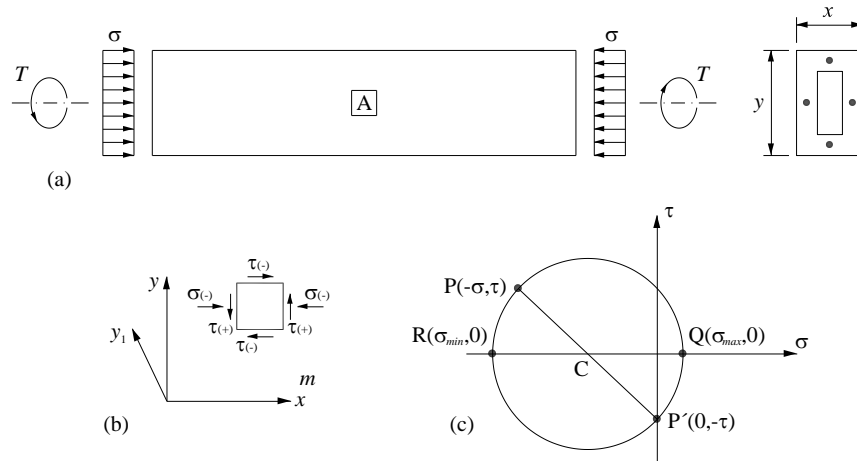 σ σ x
T A T y
(a)
τ
y τ(-)
σ(-) σ(-) P(-σ,τ)
y1 τ(+) τ(+)
τ(-)
R(σmin,0) Q(σmax,0)
C σ
m
x
(b) (c) P´(0,-τ)